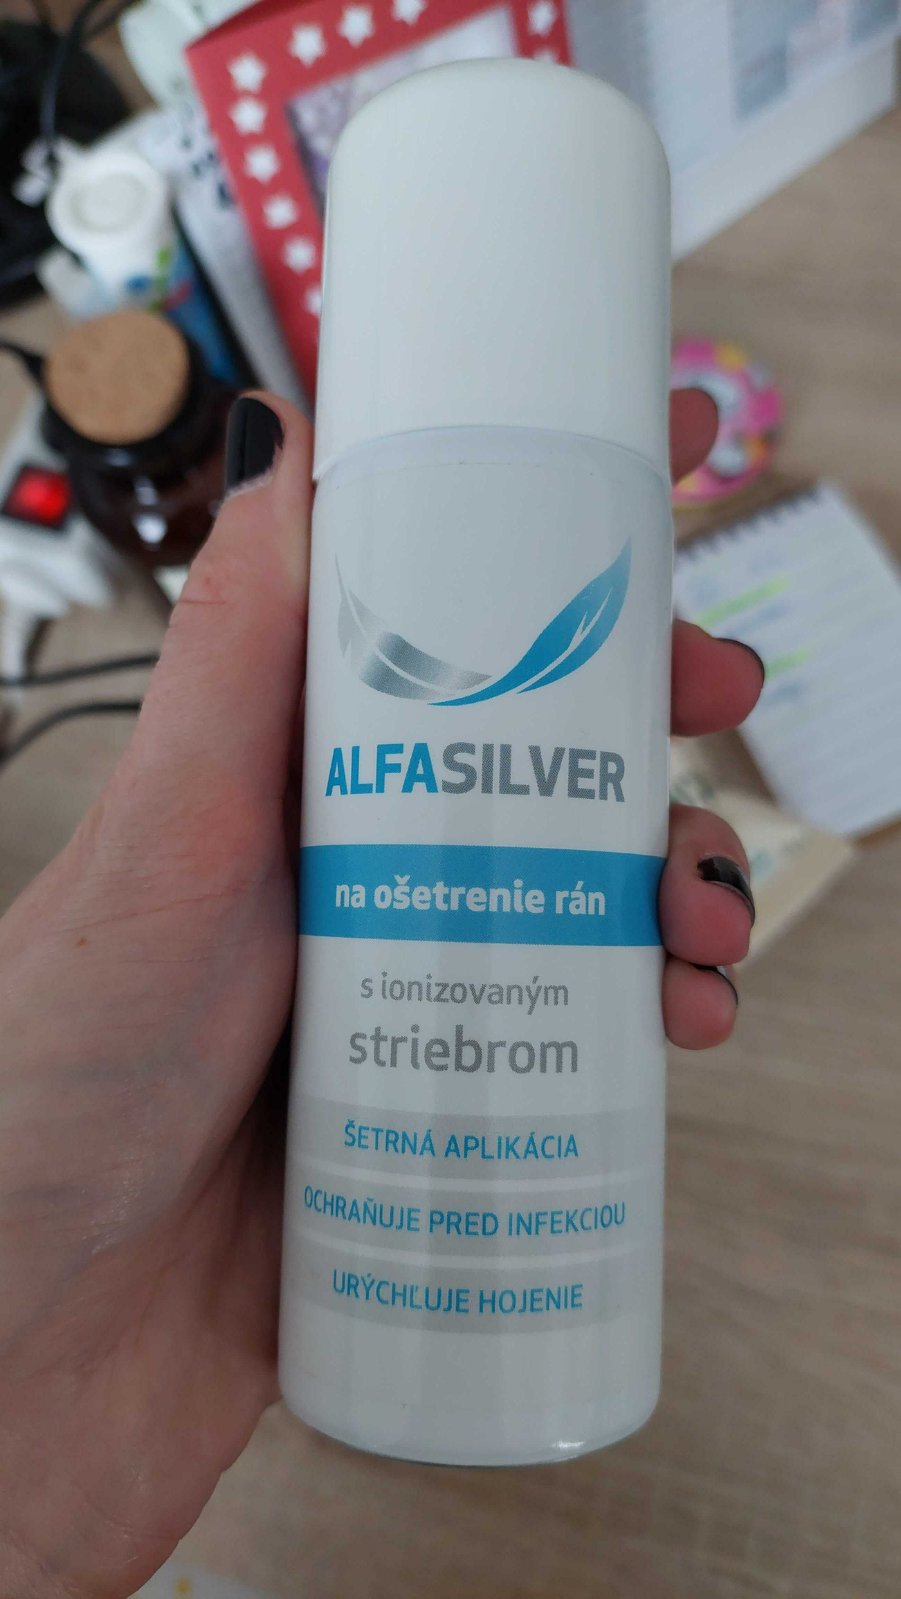 ALFASILVER
na ošetrenie rán
s ionizovaným
striebrom
ŠETRNÁ APLIKÁCIA
OCHRAŇUJE PRED INFEKCIOU
URÝCHĽUJE HOJENIE